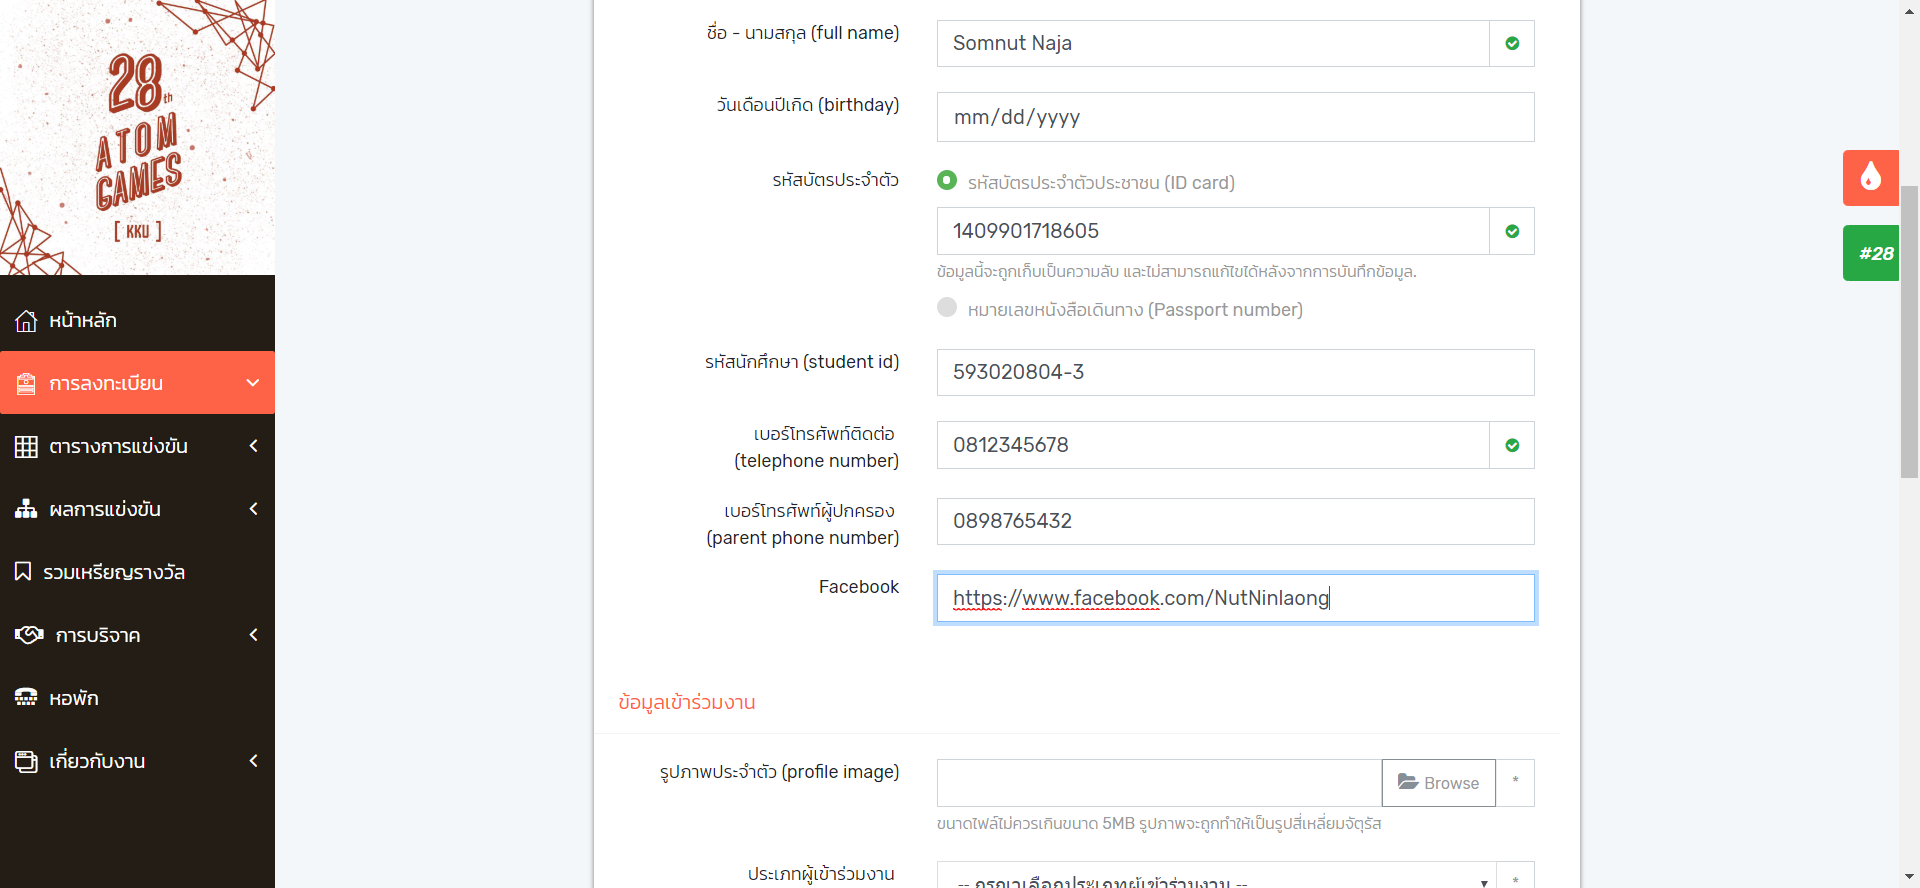 28th
ATOM
GAMES
[ KKU ]
หน้าหลัก
การลงทะเบียน
ตารางการแข่งขัน
ผลการแข่งขัน
รวมเหรียญรางวัล
การบริจาค
หอพัก
เกี่ยวกับงาน
ชื่อ - นามสกุล (full name)
Somnut Naja
วันเดือนปีเกิด (birthday)
mm/dd/yyyy
รหัสบัตรประจำตัว
รหัสบัตรประจำตัวประชาชน (ID card)
1409901718605
ข้อมูลนี้จะถูกเก็บเป็นความลับ และไม่สามารถแก้ไขได้หลังจากการบันทึกข้อมูล.
หมายเลขหนังสือเดินทาง (Passport number)
รหัสนักศึกษา (student id)
593020804-3
เบอร์โทรศัพท์ติดต่อ
(telephone number)
0812345678
เบอร์โทรศัพท์ผู้ปกครอง
(parent phone number)
0898765432
Facebook
https://www.facebook.com/NutNinlaong
ข้อมูลเข้าร่วมงาน
รูปภาพประจำตัว (profile image)
Browse
*
ขนาดไฟล์ไม่ควรเกินขนาด 5MB รูปภาพจะถูกทำให้เป็นรูปสี่เหลี่ยมจัตุรัส
ประเภทผู้เข้าร่วมงาน
-- กรุณาเลือกประเภทผู้เข้าร่วมงาน --
*
#28